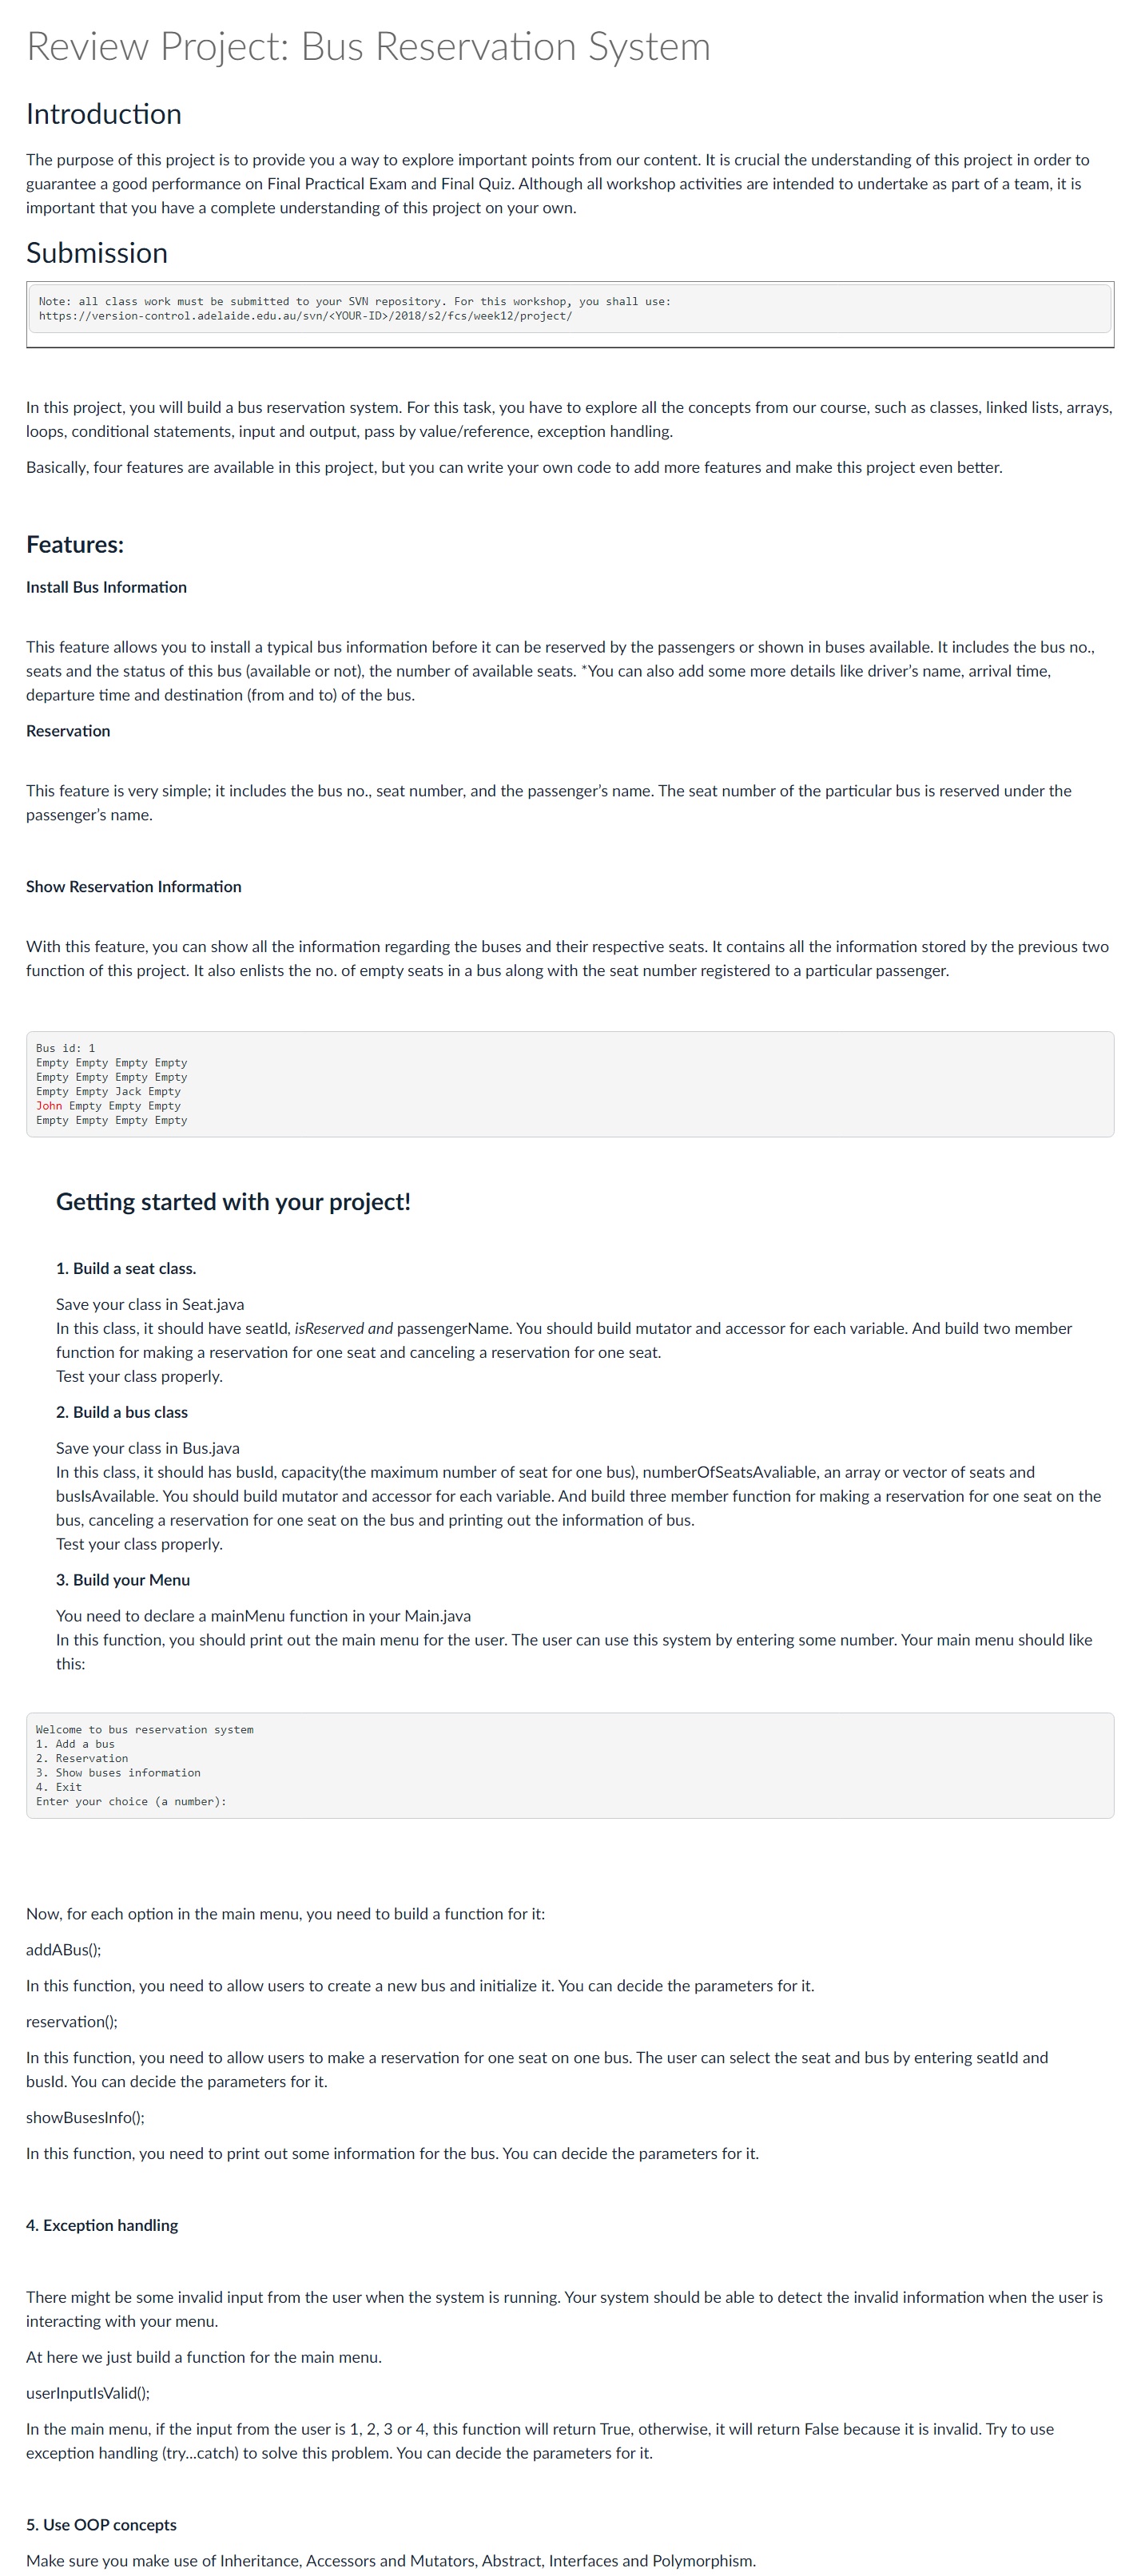 Review Project: Bus Reservation System
Introduction
The purpose of this project is to provide you a way to explore important points from our content. It is crucial the understanding of this project in order to
guarantee a good performance on Final Practical Exam and Final Quiz. Although all workshop activities are intended to undertake as part of a team, it is
important that you have a complete understanding of this project on your own.
Submission
Note: all class work must be submitted to your SVN repository. For this workshop, you shall use:
https://version-control.adelaide.edu.au/svn/<YOUR-ID>/2018/s2/fcs/week12/project/
In this project, you will build a bus reservation system. For this task, you have to explore all the concepts from our course, such as classes, linked lists, arrays,
loops, conditional statements, input and output, pass by value/reference, exception handling.
Basically, four features are available in this project, but you can write your own code to add more features and make this project even better.
Features:
Install Bus Information
This feature allows you to install a typical bus information before it can be reserved by the passengers or shown in buses available. It includes the bus no.,
seats and the status of this bus (available or not), the number of available seats. *You can also add some more details like driver's name, arrival time,
departure time and destination (from and to) of the bus.
Reservation
This feature is very simple; it includes the bus no., seat number, and the passenger's name. The seat number of the particular bus is reserved under the
passenger's name.
Show Reservation Information
With this feature, you can show all the information regarding the buses and their respective seats. It contains all the information stored by the previous two
function of this project. It also enlists the no. of empty seats in a bus along with the seat number registered to a particular passenger.
Bus id: 1
Empty Empty Empty Empty
Empty Empty Empty Empty
Empty Empty Jack Empty
John Empty Empty Empty
Empty Empty Empty Empty
Getting started with your project!
1. Build a seat class.
Save your class in Seat.java
In this class, it should have seatId, isReserved and passengerName. You should build mutator and accessor for each variable. And build two member
function for making a reservation for one seat and canceling a reservation for one seat.
Test your class properly.
2. Build a bus class
Save your class in Bus.java
In this class, it should has busId, capacity(the maximum number of seat for one bus), numberOfSeatsAvaliable, an array or vector of seats and
busIsAvailable. You should build mutator and accessor for each variable. And build three member function for making a reservation for one seat on the
bus, canceling a reservation for one seat on the bus and printing out the information of bus.
Test your class properly.
3. Build your Menu
You need to declare a mainMenu function in your Main.java
In this function, you should print out the main menu for the user. The user can use this system by entering some number. Your main menu should like
this:
Welcome to bus reservation system
1. Add a bus
2. Reservation
3. Show buses information
4. Exit
Enter your choice (a number):
Now, for each option in the main menu, you need to build a function for it:
addABus();
In this function, you need to allow users to create a new bus and initialize it. You can decide the parameters for it.
reservation();
In this function, you need to allow users to make a reservation for one seat on one bus. The user can select the seat and bus by entering seatId and
busId. You can decide the parameters for it.
showBusesInfo();
In this function, you need to print out some information for the bus. You can decide the parameters for it.
4. Exception handling
There might be some invalid input from the user when the system is running. Your system should be able to detect the invalid information when the user is
interacting with your menu.
At here we just build a function for the main menu.
userInputIsValid();
In the main menu, if the input from the user is 1, 2, 3 or 4, this function will return True, otherwise, it will return False because it is invalid. Try to use
exception handling (try...catch) to solve this problem. You can decide the parameters for it.
5. Use OOP concepts
Make sure you make use of Inheritance, Accessors and Mutators, Abstract, Interfaces and Polymorphism.